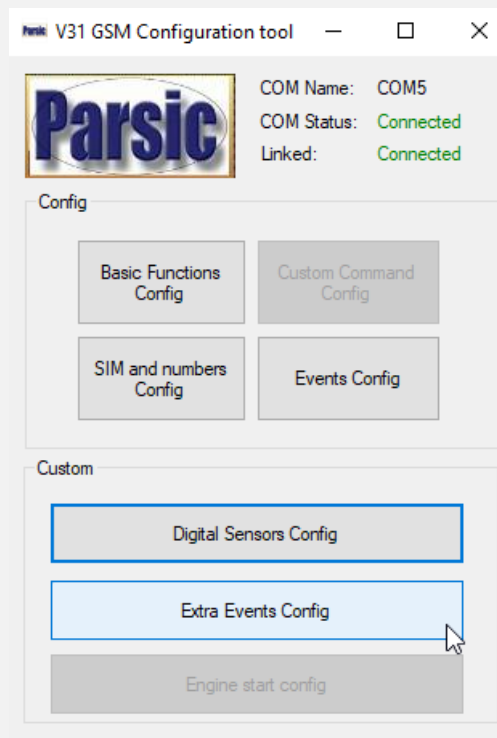 Parsic V31 GSM Configuration tool
Parsic
COM Name: COM5
COM Status: Connected
Linked: Connected
Config
Basic Functions
Config
Custom Command
Config
SIM and numbers
Config
Events Config
Custom
Digital Sensors Config
Extra Events Config
Engine start config